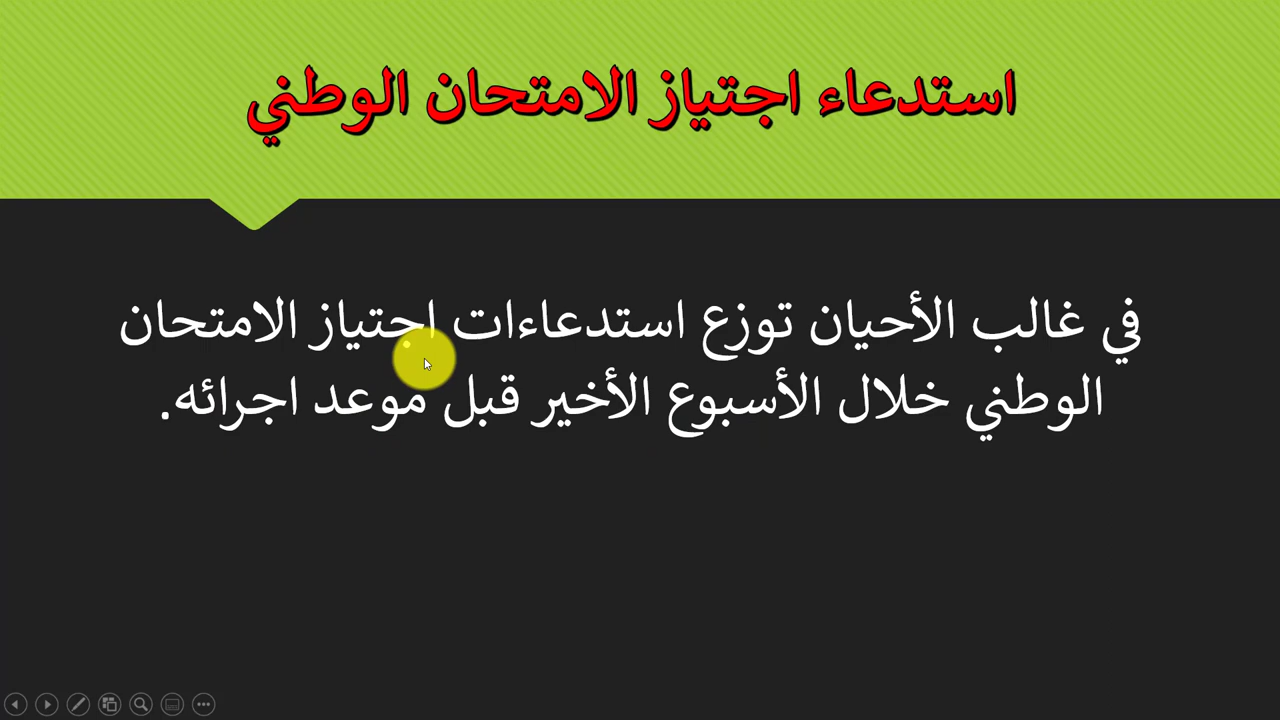 استدعاء اجتياز الامتحان الوطني
في غالب الأحيان توزع استدعاءات اجتياز الامتحان
الوطني خلال الأسبوع الأخير قبل موعد اجرائه.